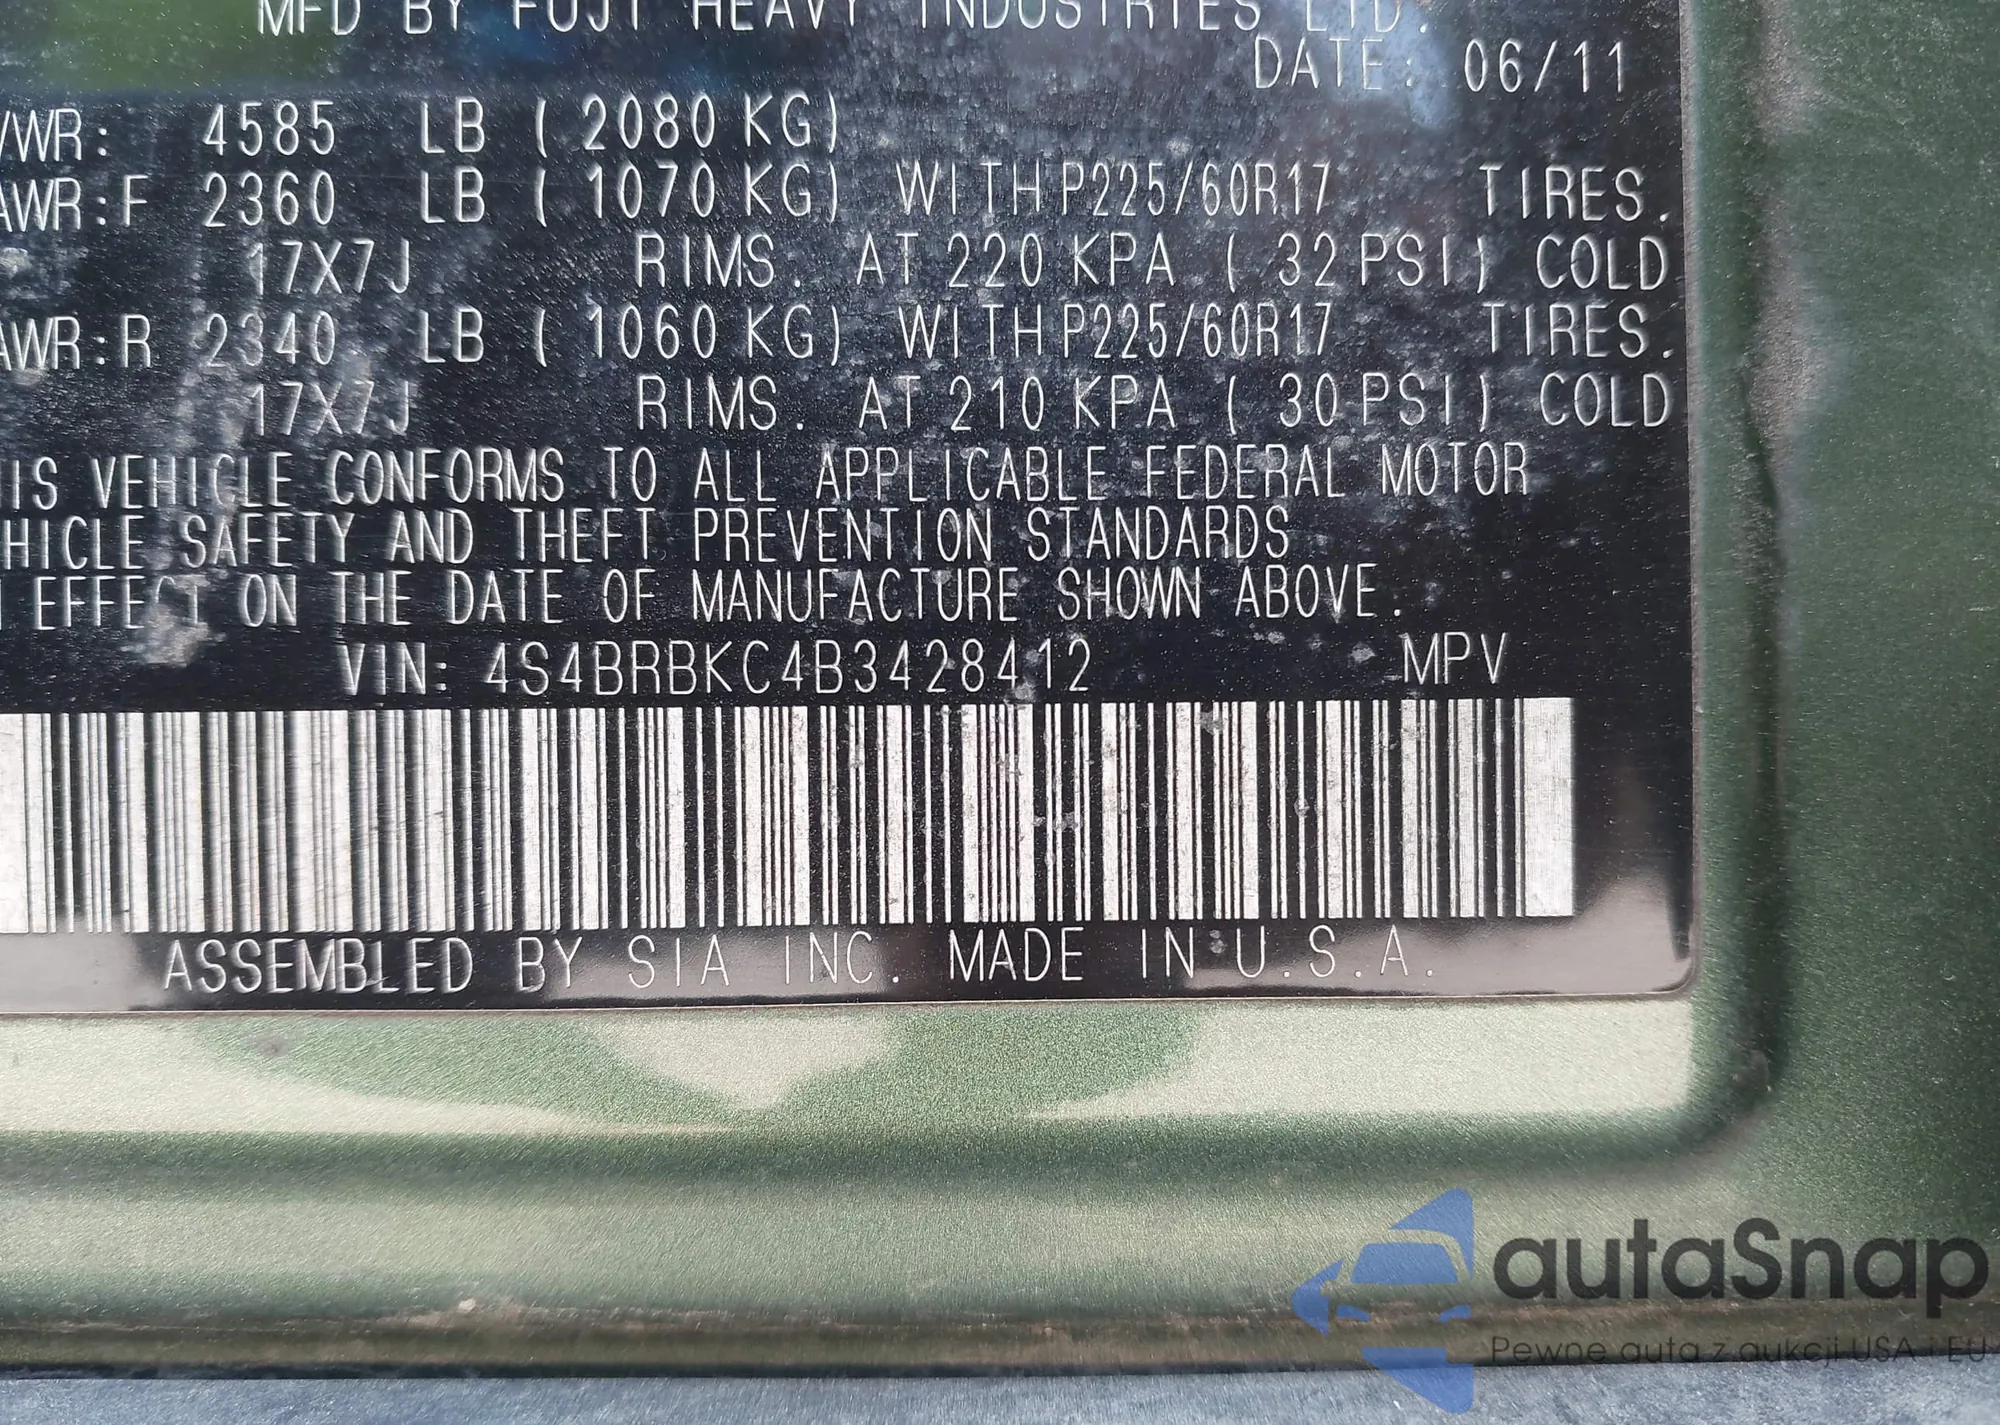 MFD BY FUJI HEAVY INDUSTRIES LTD.
DATE: 06/11
VWR: 4585 LB (2080 KG)
AWR:F 2360 LB (1070 KG) WITH P225/60R17 TIRES.
17X7J RIMS. AT 220 KPA (32 PSI) COLD
AWR:R 2340 LB (1060 KG) WITH P225/60R17 TIRES.
17X7J RIMS. AT 210 KPA (30 PSI) COLD
IS VEHICLE CONFORMS TO ALL APPLICABLE FEDERAL MOTOR
HICLE SAFETY AND THEFT PREVENTION STANDARDS
EFFECT ON THE DATE OF MANUFACTURE SHOWN ABOVE.
VIN: 4S4BRBKC4B3428412 MPV
ASSEMBLED BY SIA INC. MADE IN U.S.A.
autaSnap
Pewne auta z aukcji USA i EU